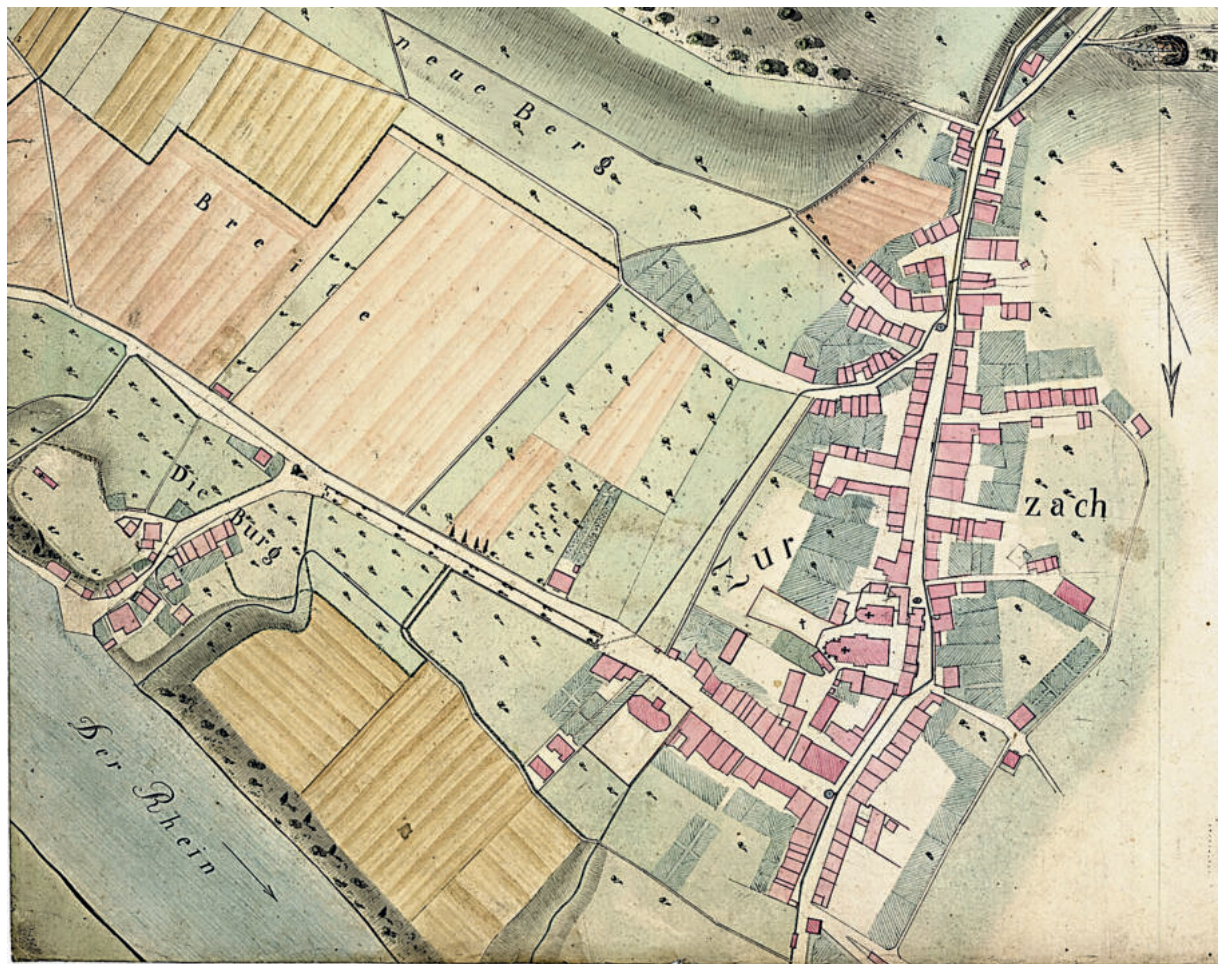 neue Berg
Breite
Die
Burg
Zur
zach
Der Rhein